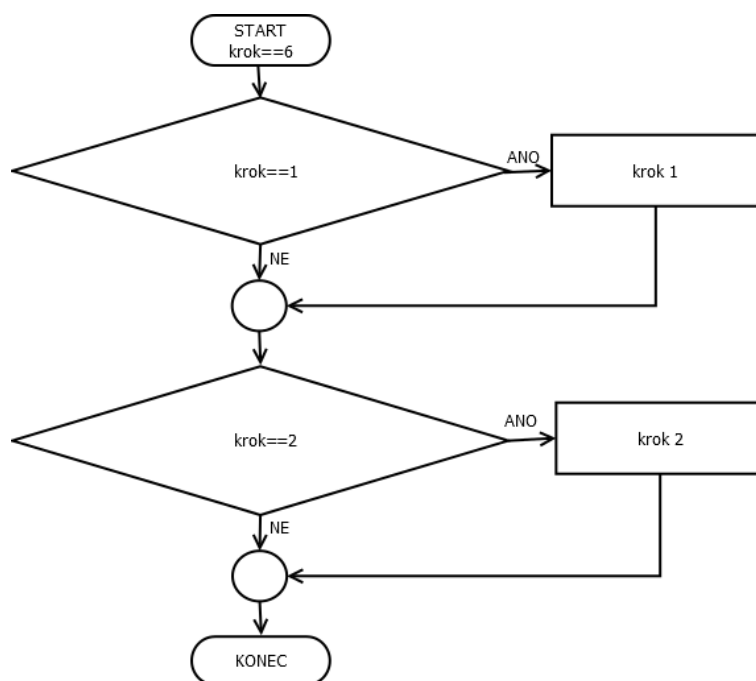 START
krok==6
krok==1
ANO
krok 1
NE
krok==2
ANO
krok 2
NE
KONEC